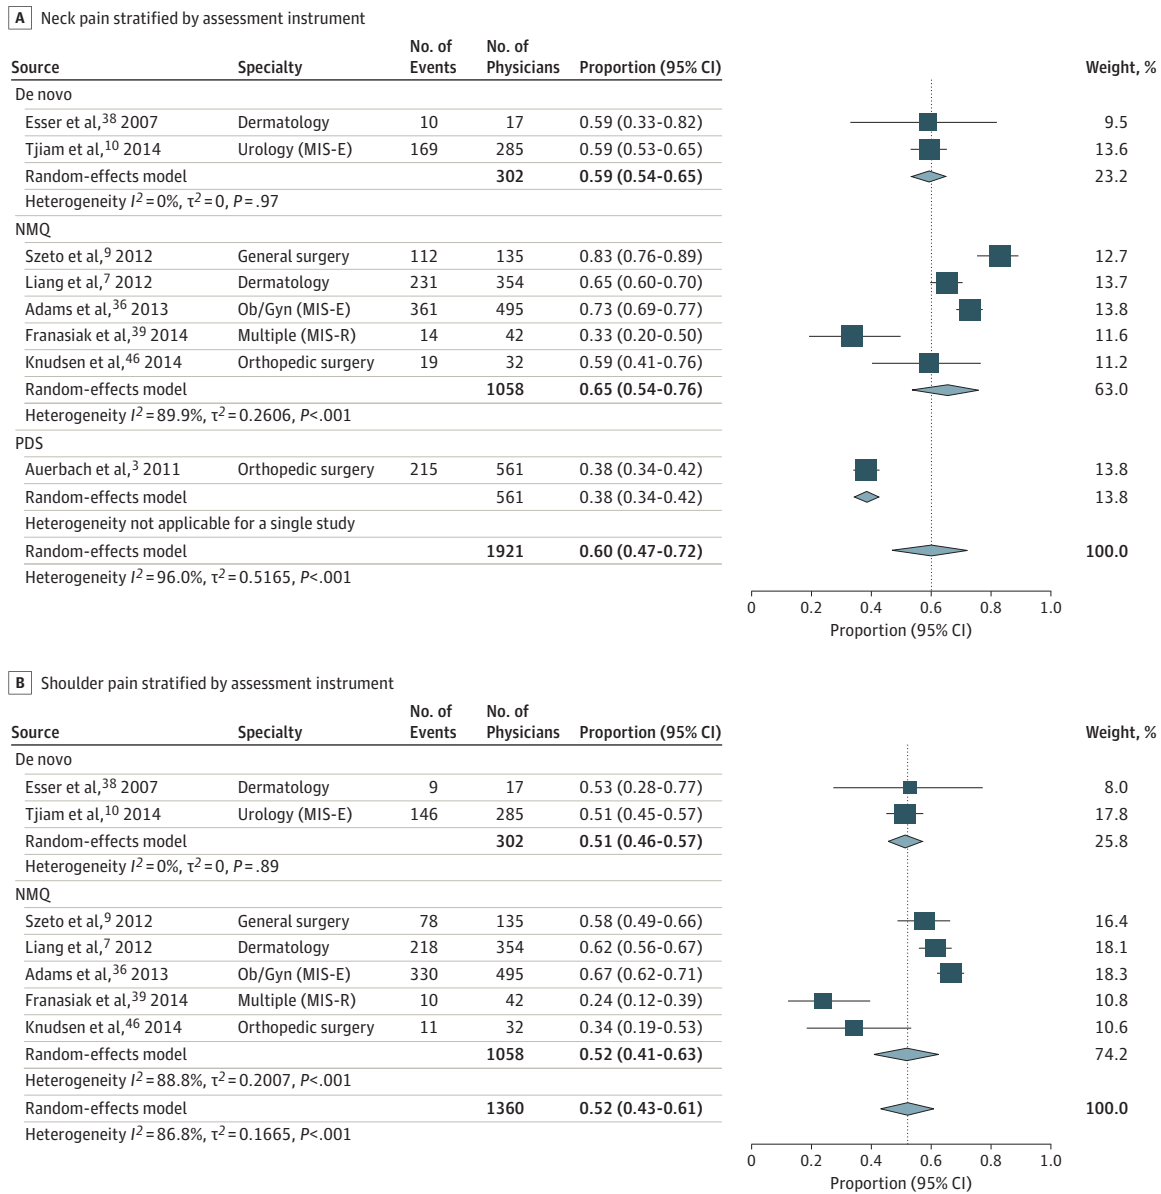 A Neck pain stratified by assessment instrument
Source Specialty No. of Events No. of Physicians Proportion (95% CI) Weight, %
De novo
Esser et al,38 2007 Dermatology 10 17 0.59 (0.33-0.82) 9.5
Tjiam et al,10 2014 Urology (MIS-E) 169 285 0.59 (0.53-0.65) 13.6
Random-effects model 302 0.59 (0.54-0.65) 23.2
Heterogeneity I2=0%, τ2=0, P=.97
NMQ
Szeto et al,9 2012 General surgery 112 135 0.83 (0.76-0.89) 12.7
Liang et al,7 2012 Dermatology 231 354 0.65 (0.60-0.70) 13.7
Adams et al,36 2013 Ob/Gyn (MIS-E) 361 495 0.73 (0.69-0.77) 13.8
Franasiak et al,39 2014 Multiple (MIS-R) 14 42 0.33 (0.20-0.50) 11.6
Knudsen et al,46 2014 Orthopedic surgery 19 32 0.59 (0.41-0.76) 11.2
Random-effects model 1058 0.65 (0.54-0.76) 63.0
Heterogeneity I2=89.9%, τ2=0.2606, P<.001
PDS
Auerbach et al,3 2011 Orthopedic surgery 215 561 0.38 (0.34-0.42) 13.8
Random-effects model 561 0.38 (0.34-0.42) 13.8
Heterogeneity not applicable for a single study
Random-effects model 1921 0.60 (0.47-0.72) 100.0
Heterogeneity I2=96.0%, τ2=0.5165, P<.001
0 0.2 0.4 0.6 0.8 1.0
Proportion (95% CI)
B Shoulder pain stratified by assessment instrument
Source Specialty No. of Events No. of Physicians Proportion (95% CI) Weight, %
De novo
Esser et al,38 2007 Dermatology 9 17 0.53 (0.28-0.77) 8.0
Tjiam et al,10 2014 Urology (MIS-E) 146 285 0.51 (0.45-0.57) 17.8
Random-effects model 302 0.51 (0.46-0.57) 25.8
Heterogeneity I2=0%, τ2=0, P=.89
NMQ
Szeto et al,9 2012 General surgery 78 135 0.58 (0.49-0.66) 16.4
Liang et al,7 2012 Dermatology 218 354 0.62 (0.56-0.67) 18.1
Adams et al,36 2013 Ob/Gyn (MIS-E) 330 495 0.67 (0.62-0.71) 18.3
Franasiak et al,39 2014 Multiple (MIS-R) 10 42 0.24 (0.12-0.39) 10.8
Knudsen et al,46 2014 Orthopedic surgery 11 32 0.34 (0.19-0.53) 10.6
Random-effects model 1058 0.52 (0.41-0.63) 74.2
Heterogeneity I2=88.8%, τ2=0.2007, P<.001
Random-effects model 1360 0.52 (0.43-0.61) 100.0
Heterogeneity I2=86.8%, τ2=0.1665, P<.001
0 0.2 0.4 0.6 0.8 1.0
Proportion (95% CI)